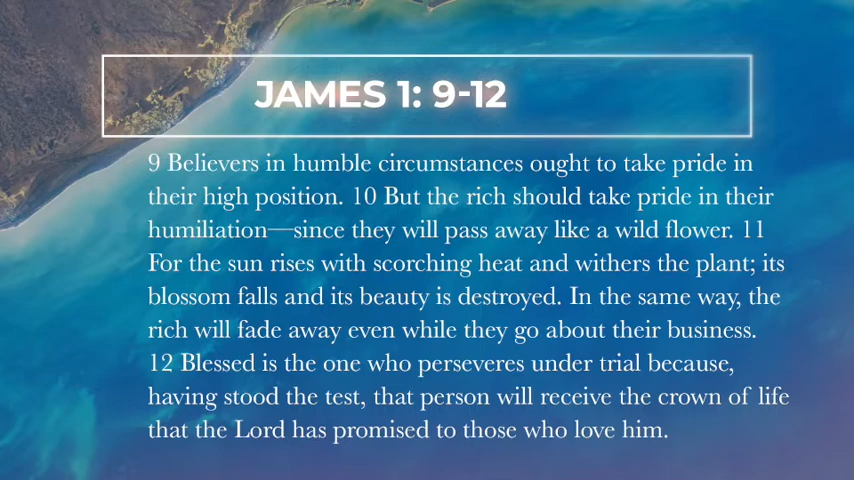 JAMES 1: 9-12
9 Believers in humble circumstances ought to take pride in
their high position. 10 But the rich should take pride in their
humiliation—since they will pass away like a wild flower. 11
For the sun rises with scorching heat and withers the plant; its
blossom falls and its beauty is destroyed. In the same way, the
rich will fade away even while they go about their business.
12 Blessed is the one who perseveres under trial because,
having stood the test, that person will receive the crown of life
that the Lord has promised to those who love him.